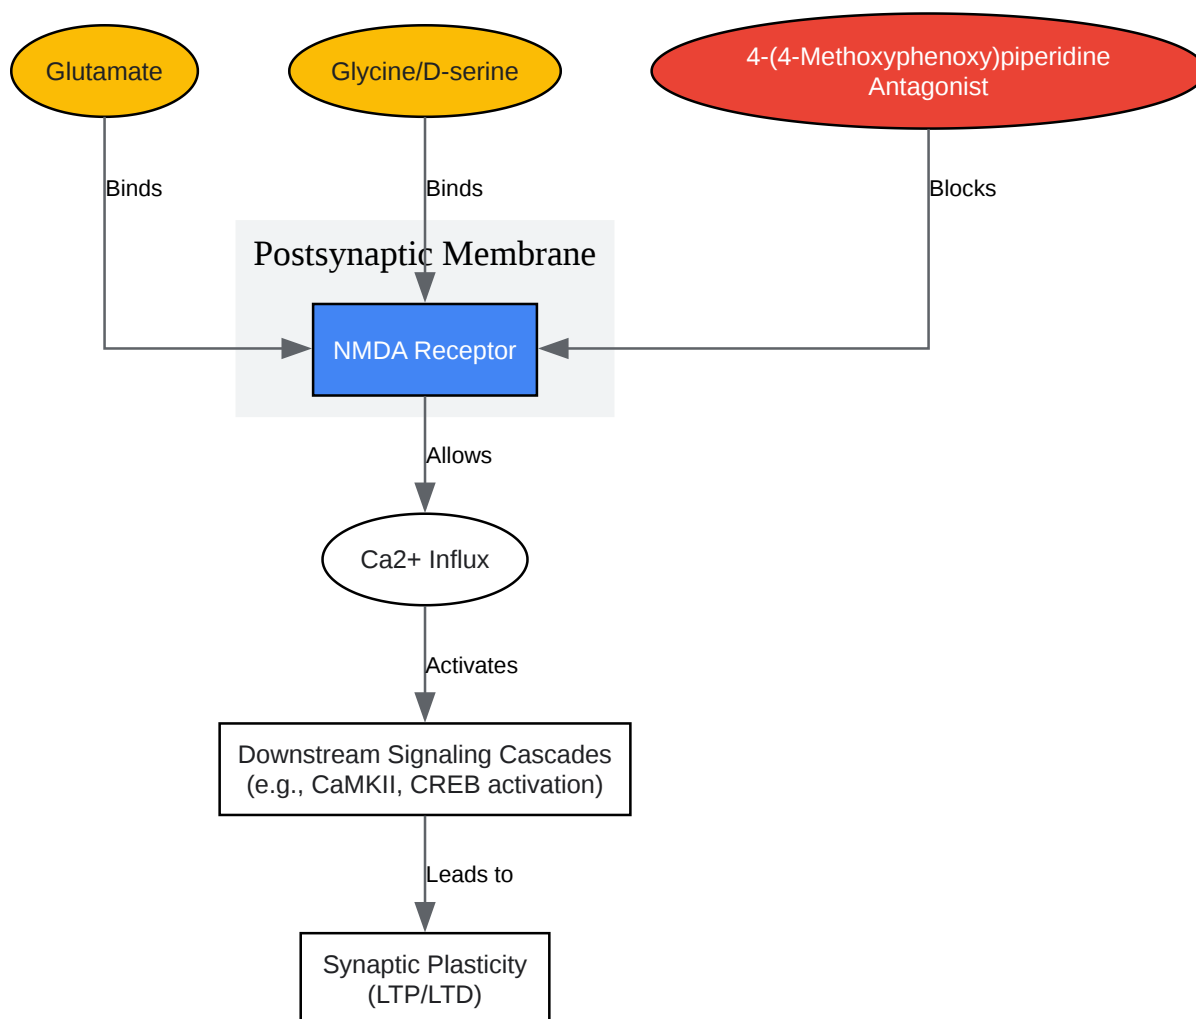 Glutamate
Glycine/D-serine
4-(4-Methoxyphenoxy)piperidine
Antagonist
Binds
Binds
Blocks
Postsynaptic Membrane
NMDA Receptor
Allows
Ca2+ Influx
Activates
Downstream Signaling Cascades
(e.g., CaMKII, CREB activation)
Leads to
Synaptic Plasticity
(LTP/LTD)